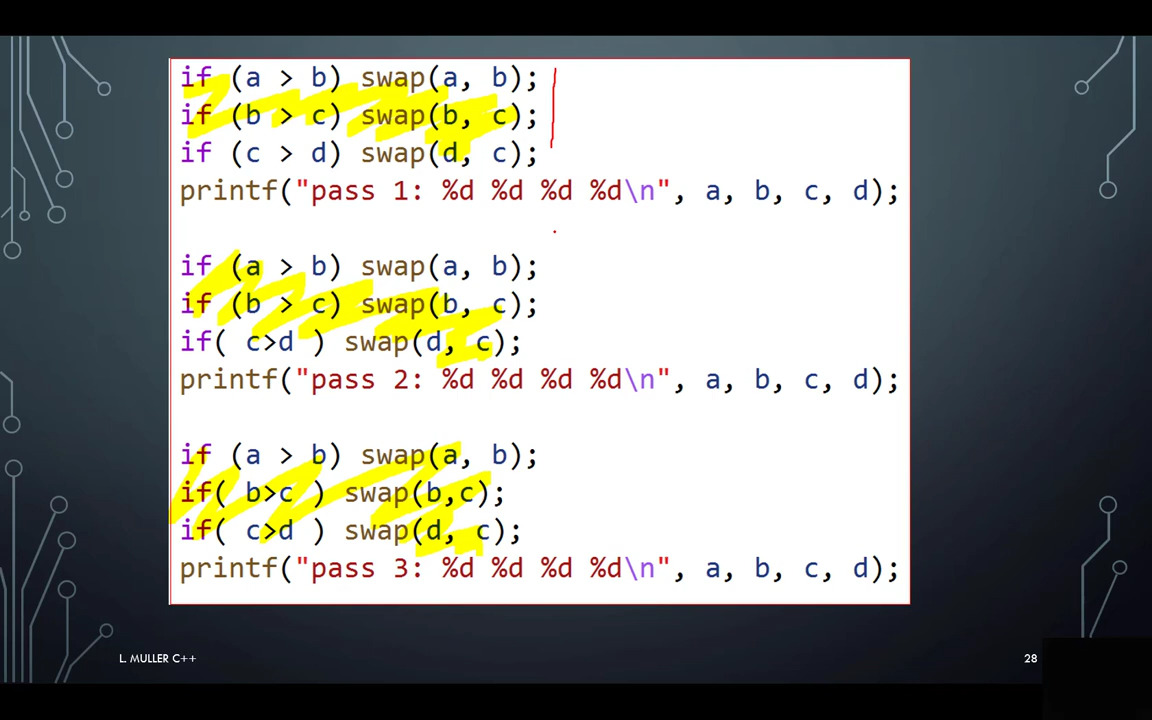 if (a > b) swap(a, b);
if (b > c) swap(b, c);
if (c > d) swap(d, c);
printf("pass 1: %d %d %d %d\n", a, b, c, d);
if (a > b) swap(a, b);
if (b > c) swap(b, c);
if( c>d ) swap(d, c);
printf("pass 2: %d %d %d %d\n", a, b, c, d);
if (a > b) swap(a, b);
if( b>c ) swap(b,c);
if( c>d ) swap(d, c);
printf("pass 3: %d %d %d %d\n", a, b, c, d);
L. MULLER C++
28